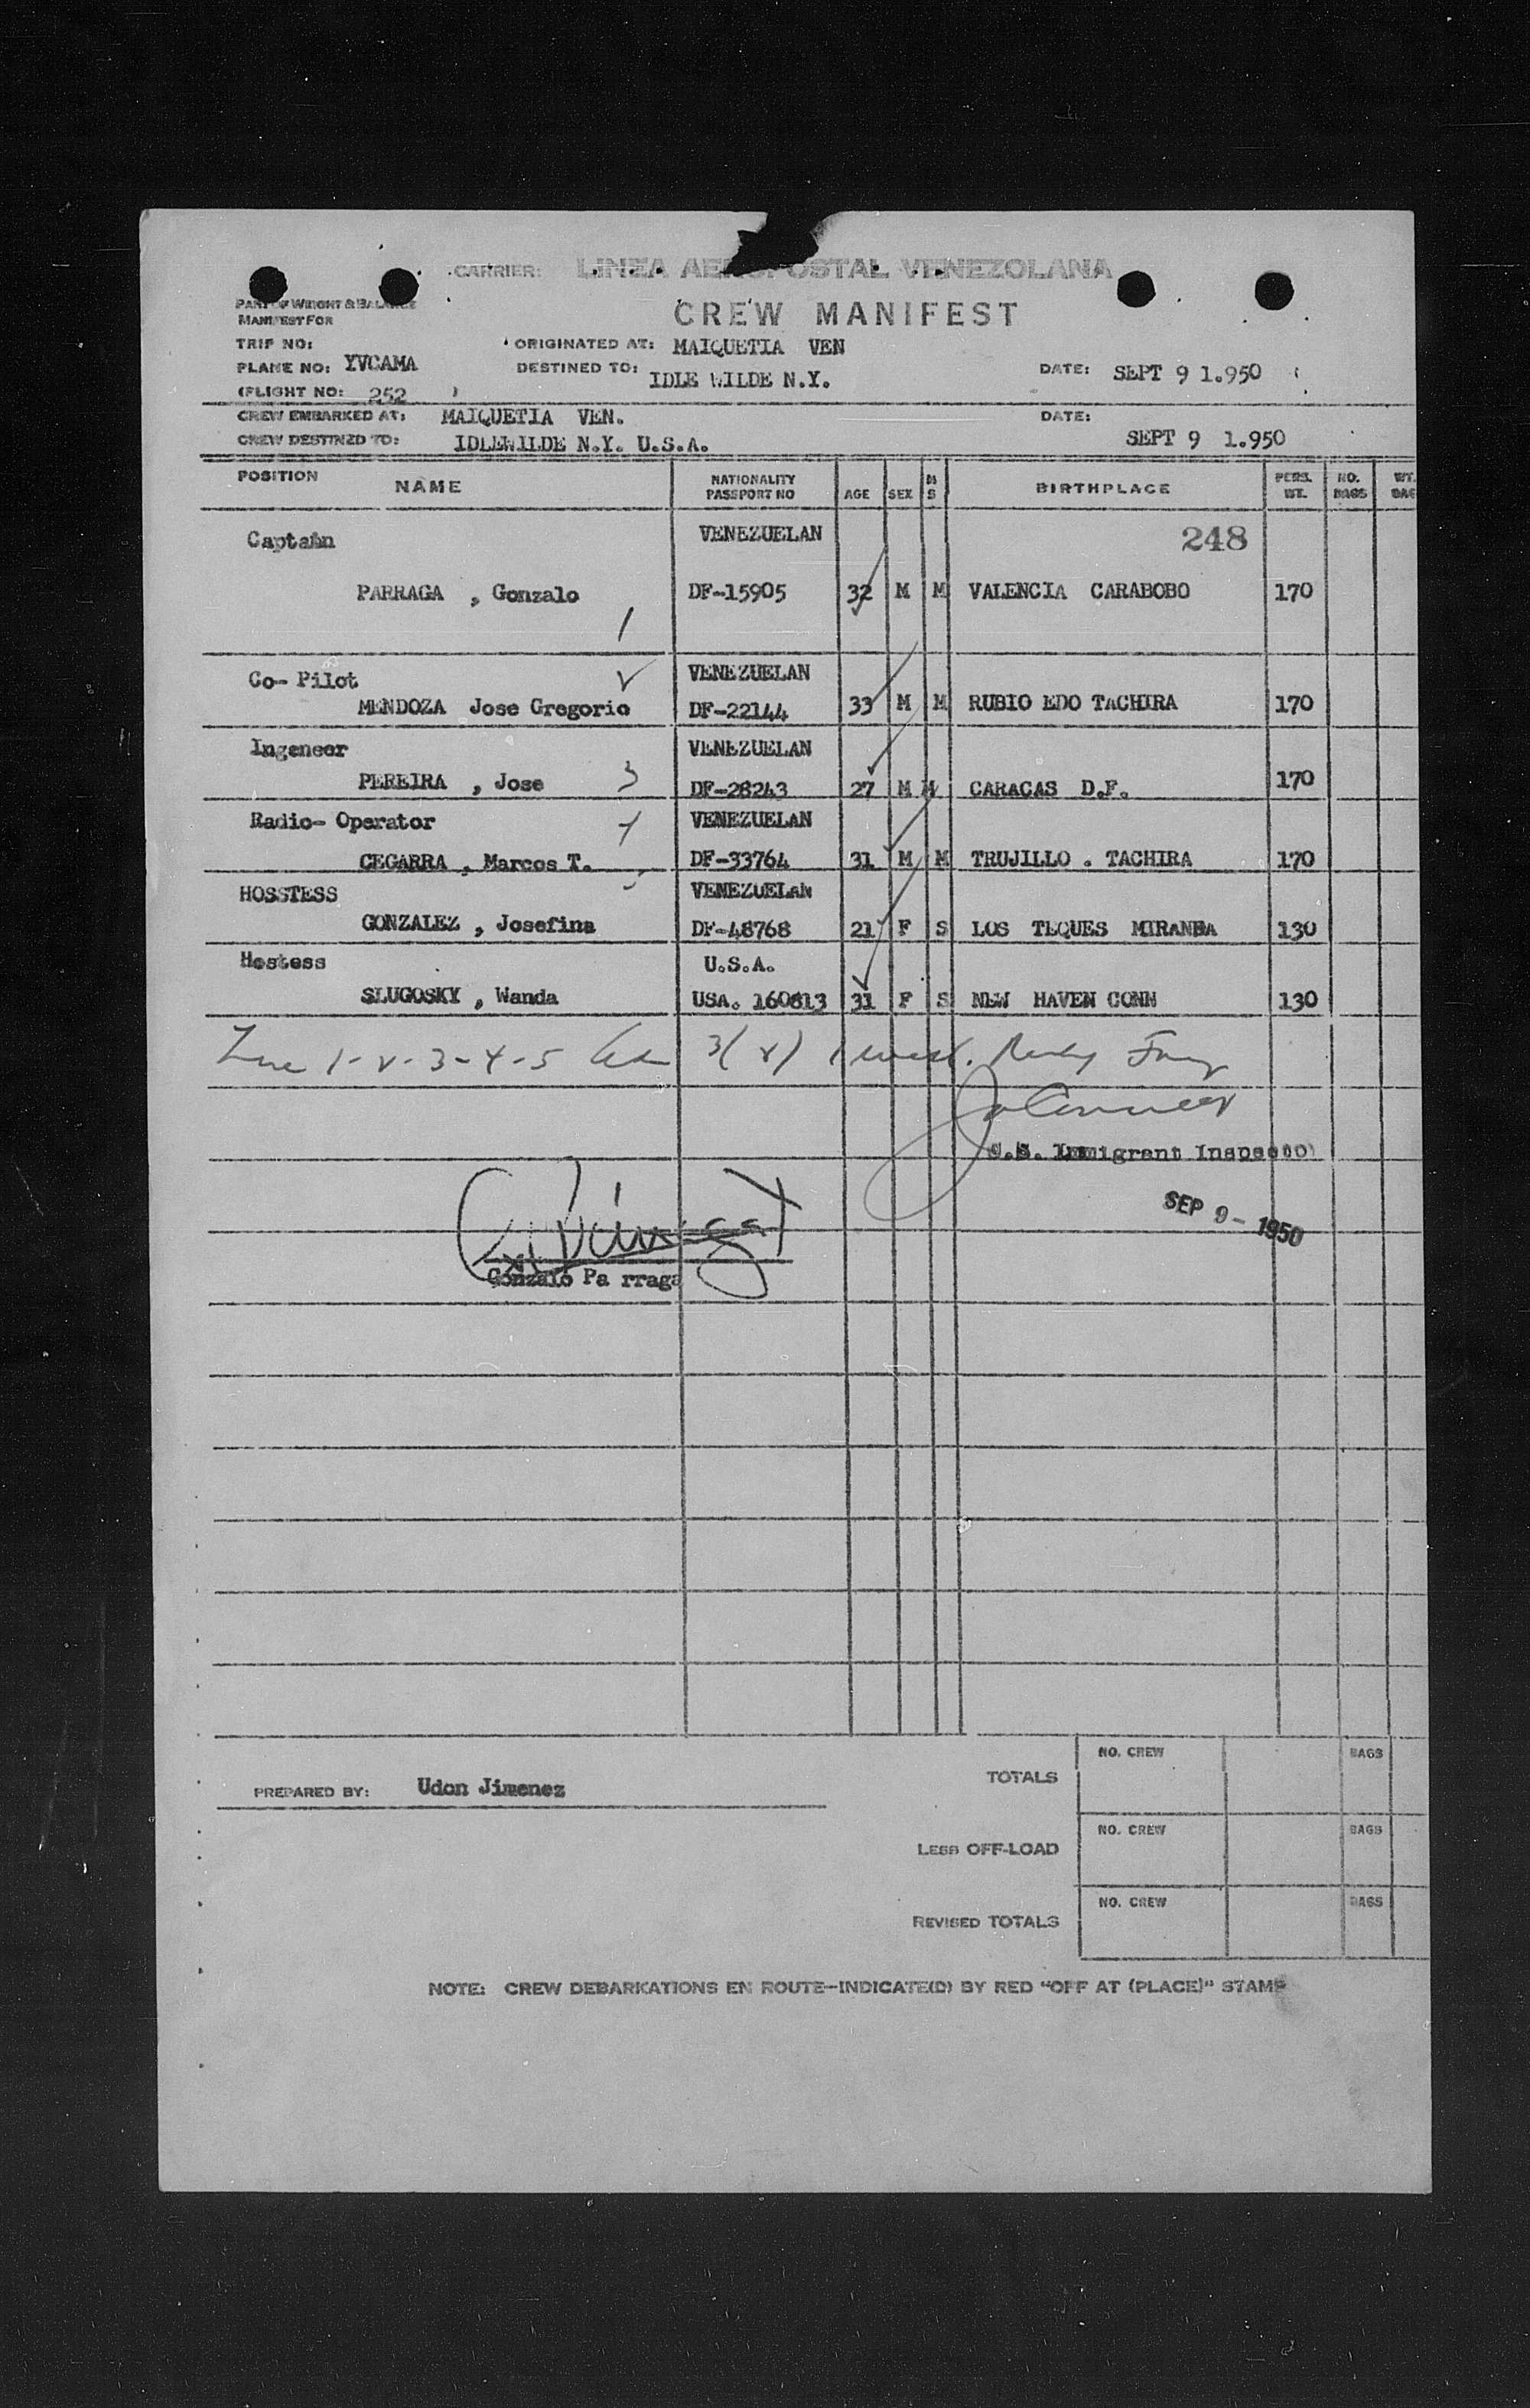 CARRIER: LINEA AEROPOSTAL VENEZOLANA
PART OF WEIGHT & BALANCE
MANIFEST FOR
CREW MANIFEST
TRIP NO: ORIGINATED AT: MAIQUETIA VEN
PLANE NO: YVCAMA DESTINED TO: IDLE WILDE N.Y. DATE: SEPT 9 1.950
(FLIGHT NO: 252 )
CREW EMBARKED AT: MAIQUETIA VEN. DATE:
CREW DESTINED TO: IDLEWILDE N.Y. U.S.A. SEPT 9 1.950
POSITION NAME NATIONALITY PASSPORT NO AGE SEX M S BIRTHPLACE PERS. WT. NO. BAGS WT. BAG
Captain VENEZUELAN 248
PARRAGA , Gonzalo DF-15905 32 M M VALENCIA CARABOBO 170
1
Co- Pilot VENEZUELAN
MENDOZA Jose Gregorio DF-22144 33 M M RUBIO EDO TACHIRA 170
Ingeneer VENEZUELAN
PEREIRA , Jose 3 DF-28243 27 M M CARACAS D.F. 170
Radio- Operator 4 VENEZUELAN
CEGARRA , Marcos T. DF-33764 31 M M TRUJILLO . TACHIRA 170
HOSSTESS 5 VENEZUELAN
GONZALEZ , Josefina DF-48768 21 F S LOS TEQUES MIRANDA 130
Hostess U.S.A.
SLUGOSKY , Wanda USA. 160813 31 F S NEW HAVEN CONN 130
1-2-3-4-5 3(
U.S. Immigrant Inspector
SEP 9 - 1950
Gonzalo Pa rraga
PREPARED BY: Udon Jimenez
TOTALS NO. CREW BAGS
LESS OFF-LOAD NO. CREW BAGS
REVISED TOTALS NO. CREW BAGS
NOTE: CREW DEBARKATIONS EN ROUTE—INDICATE(D) BY RED "OFF AT (PLACE)" STAMP